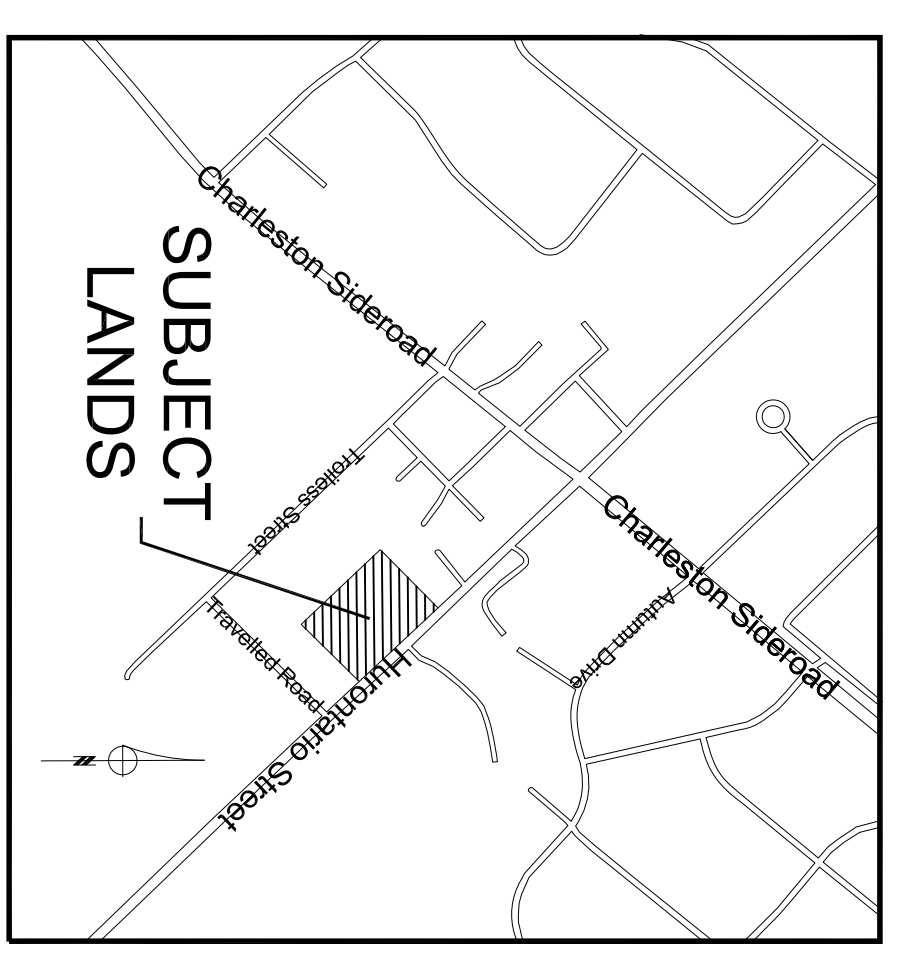 SUBJECT
LANDS
Charleston Sideroad
Charleston Sideroad
Trolless Street
Travelled Road
Hurontario Street
Autumn Drive
N